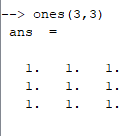 --> ones(3,3)
ans  =
1.   1.   1.
1.   1.   1.
1.   1.   1.